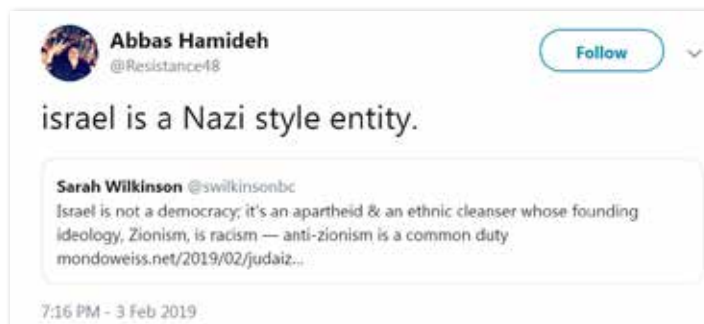 Abbas Hamideh
@Resistance48
Follow
israel is a Nazi style entity.
Sarah Wilkinson @swilkinsonbc
Israel is not a democracy; it's an apartheid & an ethnic cleanser whose founding
ideology, Zionism, is racism — anti-zionism is a common duty
mondoweiss.net/2019/02/judaiz...
7:16 PM - 3 Feb 2019